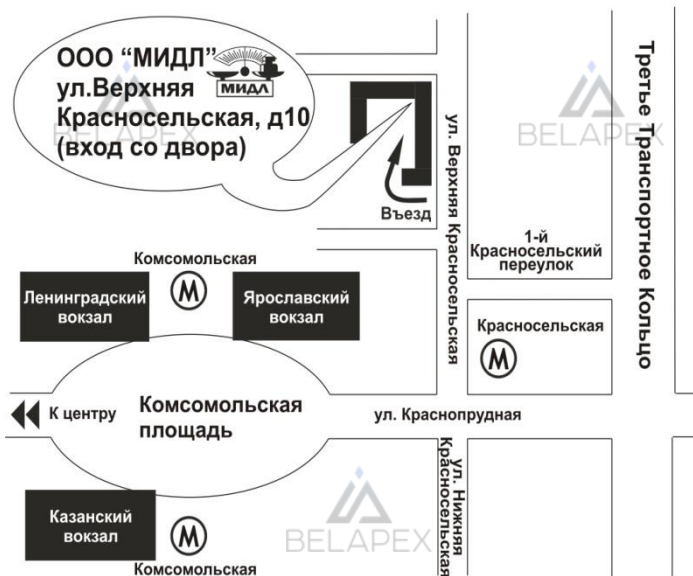 ООО “МИДЛ”
ул.Верхняя
Красносельская, д10
(вход со двора)
МИДЛ
BELAPEX
BELAPEX
Третье Транспортное Кольцо
ул. Верхняя Красносельская
Въезд
1-й
Красносельский
переулок
Комсомольская
М
Ленинградский
вокзал
Ярославский
вокзал
Красносельская
М
К центру
Комсомольская
площадь
ул. Краснопрудная
ул. Нижняя
Красносельская
Казанский
вокзал
М
Комсомольская
BELAPEX